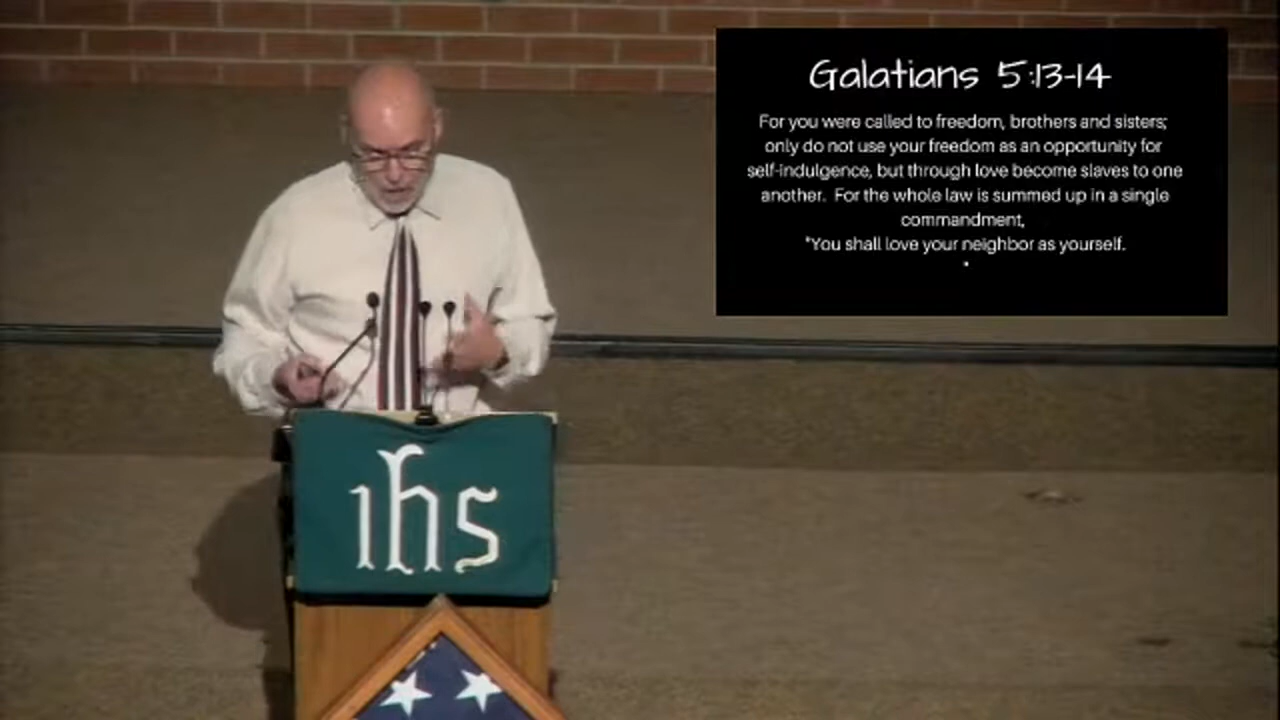 Galatians 5:13-14
For you were called to freedom, brothers and sisters;
only do not use your freedom as an opportunity for
self-indulgence, but through love become slaves to one
another. For the whole law is summed up in a single
commandment,
"You shall love your neighbor as yourself.
ihs